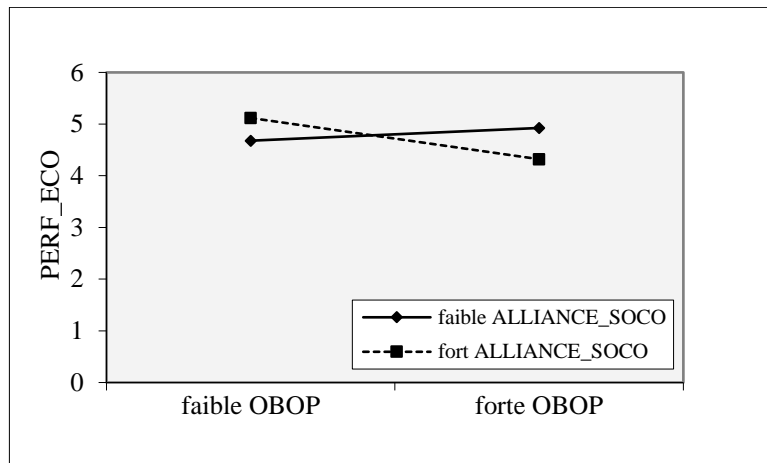 PERF_ECO
6
5
4
3
2
1
0
faible OBOP
forte OBOP
faible ALLIANCE_SOCO
fort ALLIANCE_SOCO